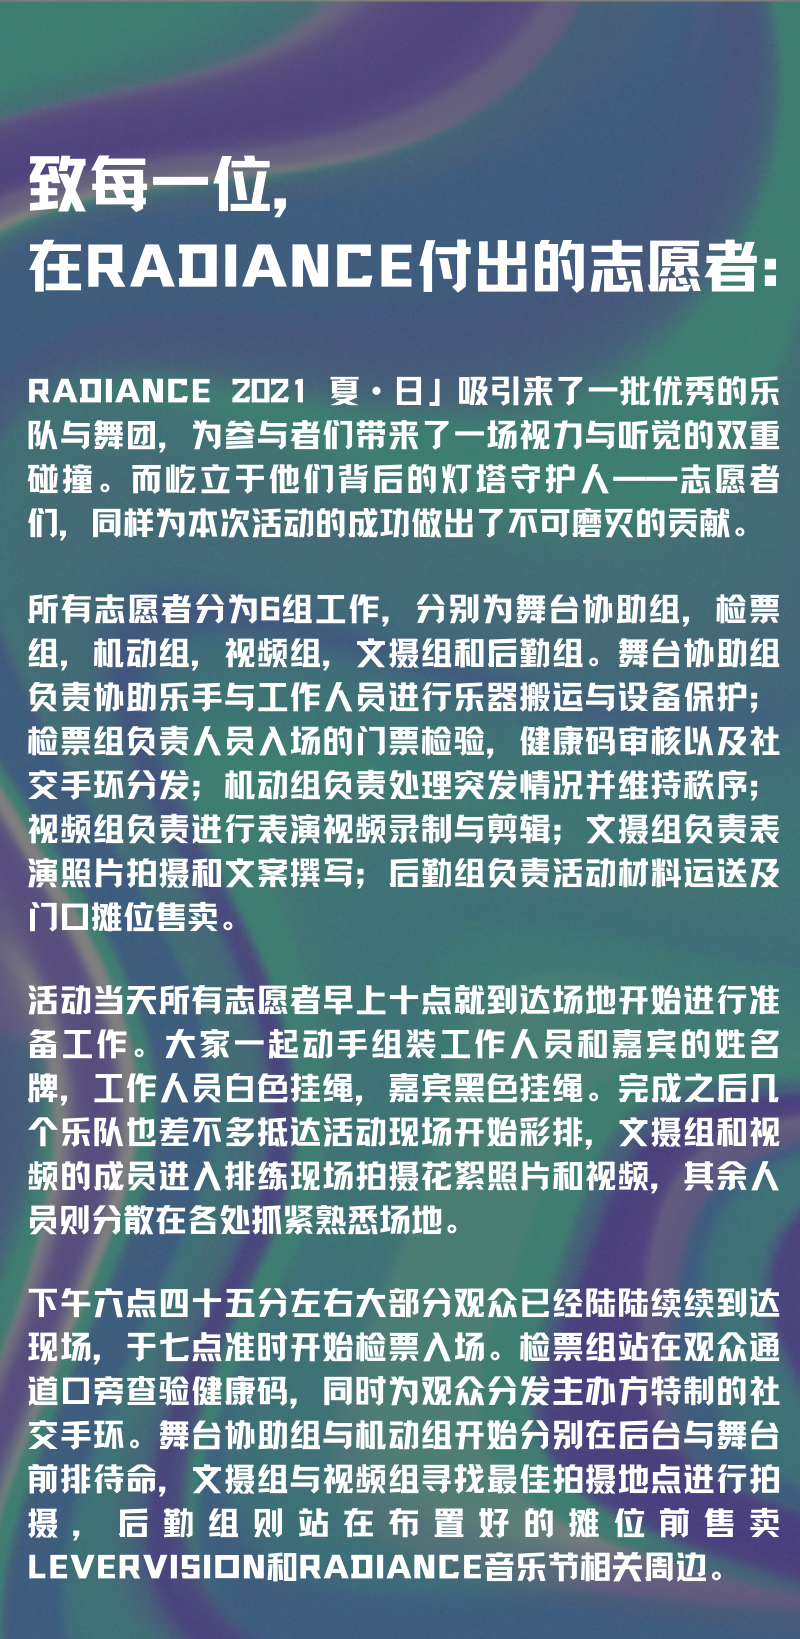 致每一位,
在RADIANCE付出的志愿者:
RADIANCE 2021 夏·日」吸引来了一批优秀的乐
队与舞团，为参与者们带来了一场视力与听觉的双重
碰撞。而屹立于他们背后的灯塔守护人——志愿者
们，同样为本次活动的成功做出了不可磨灭的贡献。
所有志愿者分为6组工作，分别为舞台协助组，检票
组，机动组，视频组，文摄组和后勤组。舞台协助组
负责协助乐手与工作人员进行乐器搬运与设备保护；
检票组负责人员入场的门票检验，健康码审核以及社
交手环分发；机动组负责处理突发情况并维持秩序；
视频组负责进行表演视频录制与剪辑；文摄组负责表
演照片拍摄和文案撰写；后勤组负责活动材料运送及
门口摊位售卖。
活动当天所有志愿者早上十点就到达场地开始进行准
备工作。大家一起动手组装工作人员和嘉宾的姓名
牌，工作人员白色挂绳，嘉宾黑色挂绳。完成之后几
个乐队也差不多抵达活动现场开始彩排，文摄组和视
频的成员进入排练现场拍摄花絮照片和视频，其余人
员则分散在各处抓紧熟悉场地。
下午六点四十五分左右大部分观众已经陆陆续续到达
现场，于七点准时开始检票入场。检票组站在观众通
道口旁查验健康码，同时为观众分发主办方特制的社
交手环。舞台协助组与机动组开始分别在后台与舞台
前排待命，文摄组与视频组寻找最佳拍摄地点进行拍
摄，后勤组则站在布置好的摊位前售卖
LEVERVISION和RADIANCE音乐节相关周边。